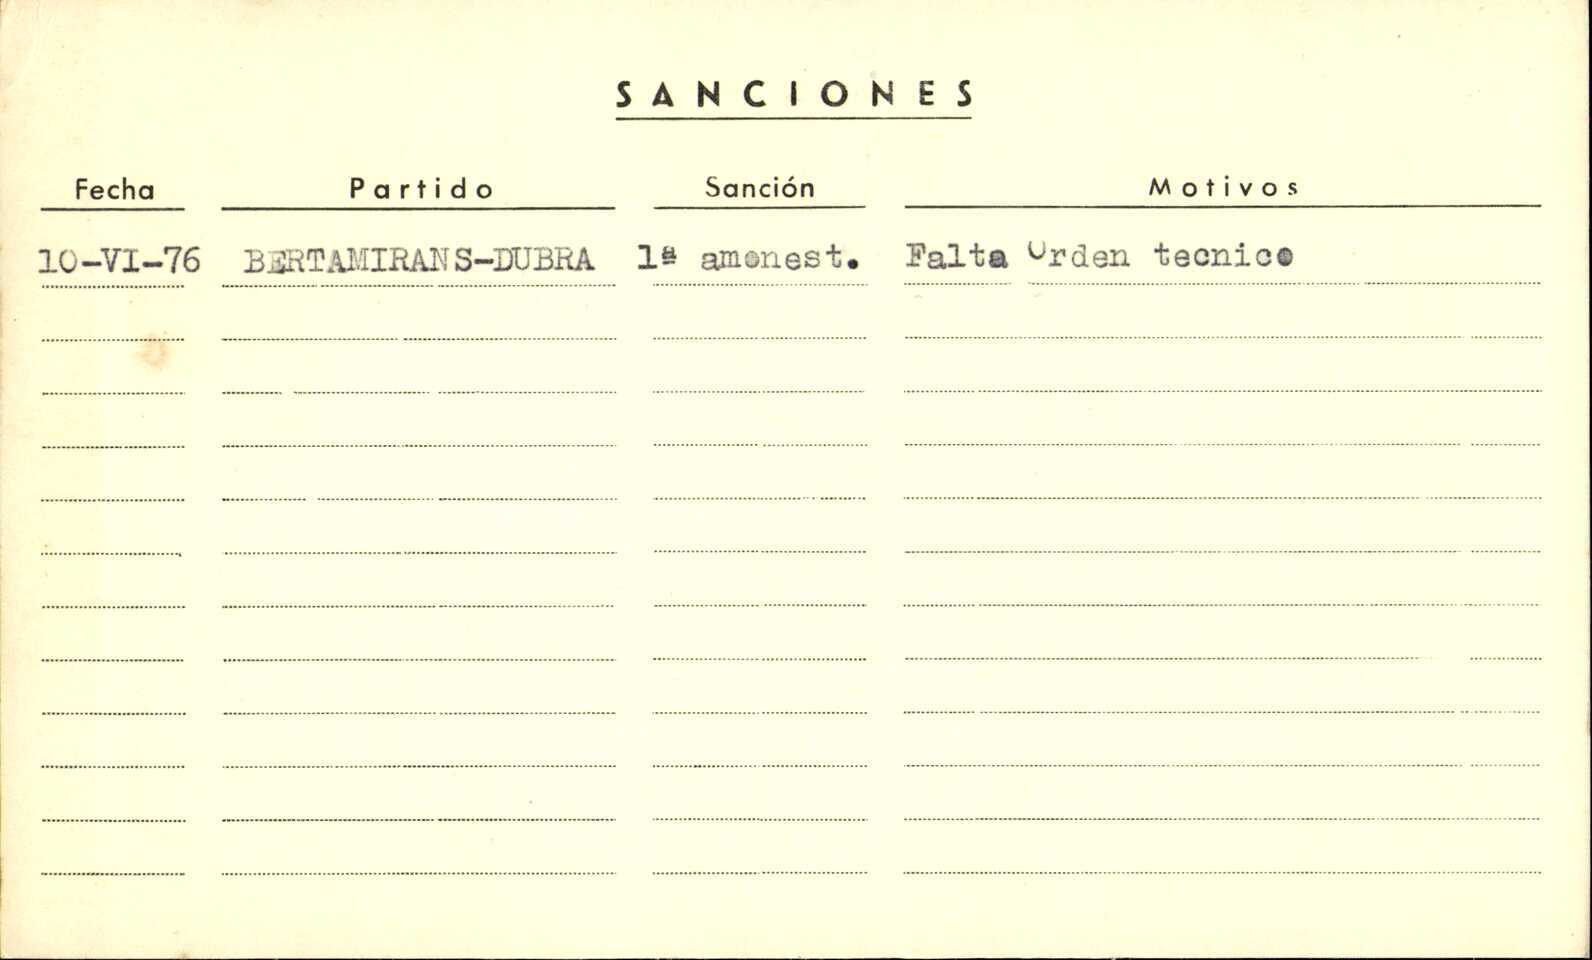 SANCIONES
Fecha Partido Sanción Motivos
10-VI-76 BERTAMIRANS-DUBRA 1ª amonest. Falta Orden tecnico